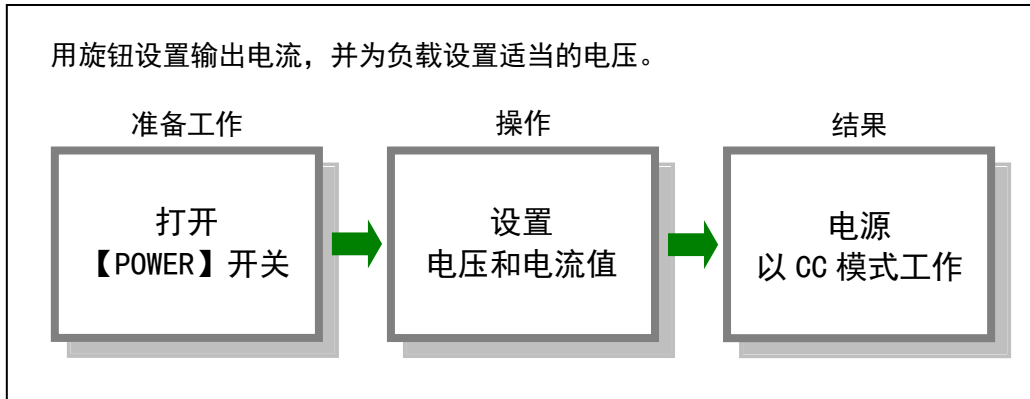 用旋钮设置输出电流，并为负载设置适当的电压。
准备工作
操作
结果
打开
【POWER】开关
设置
电压和电流值
电源
以 CC 模式工作